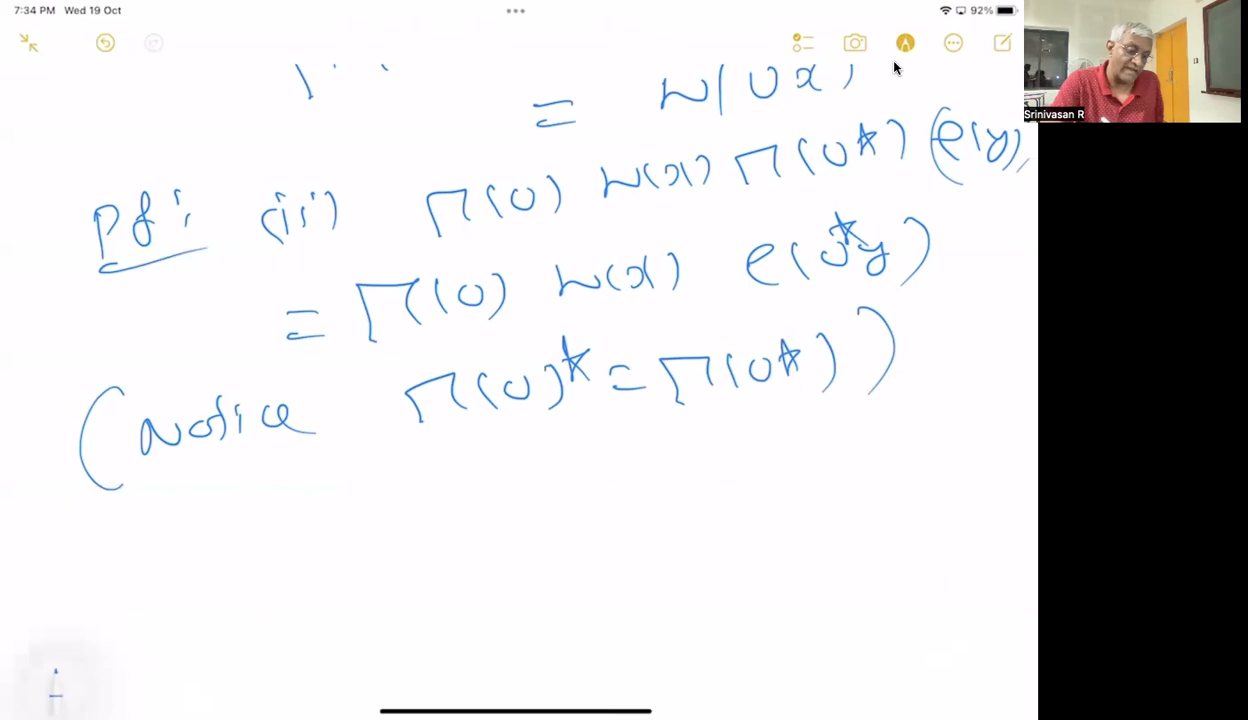 7:34 PM Wed 19 Oct
92%
Srinivasan R
= W(Ux)
Pf: (ii) Γ(U) W(x) Γ(U*) (e(y))
= Γ(U) W(x) e(U*y)
(Notice Γ(U)* = Γ(U*))